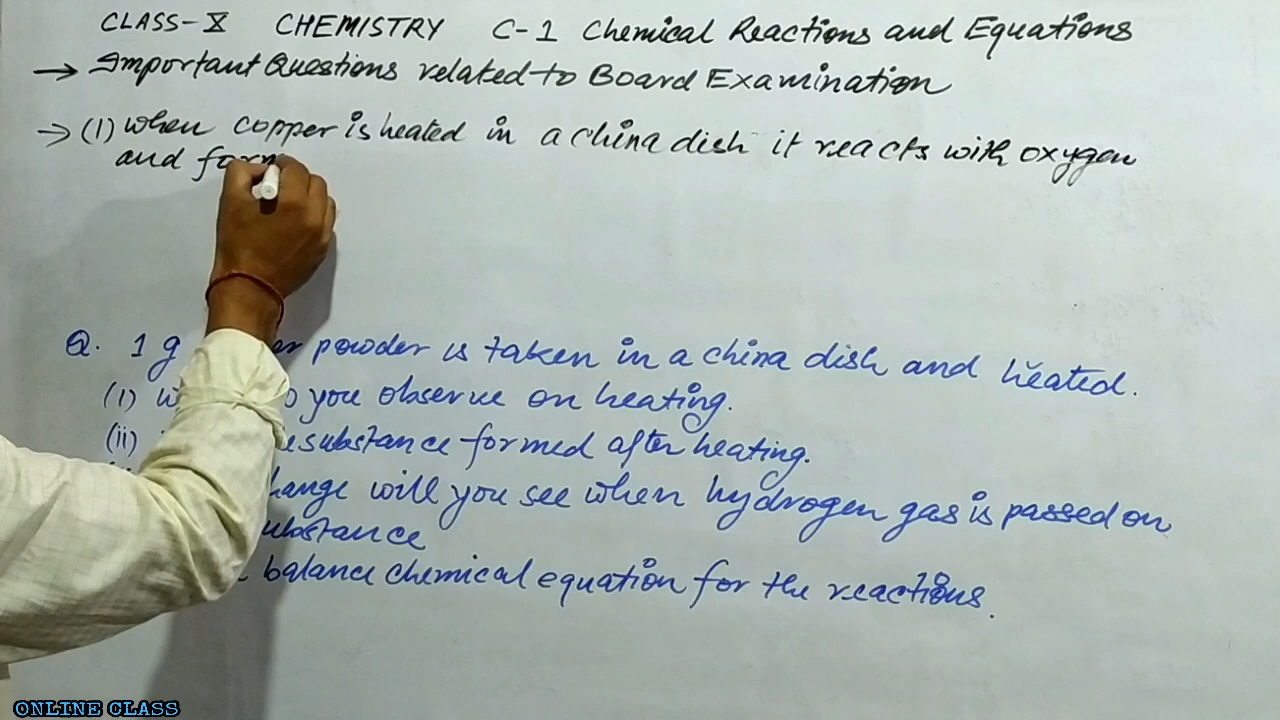 CLASS-X CHEMISTRY C-1 Chemical Reactions and Equations
→ Important Questions related to Board Examination
→ (1) when copper is heated in a china dish it reacts with oxygen
and form
Q. 1 g powder is taken in a china dish and heated.
(1) you observe on heating.
(ii) substance formed after heating.
will you see when hydrogen gas is passed on
balance chemical equation for the reactions.
ONLINE CLASS